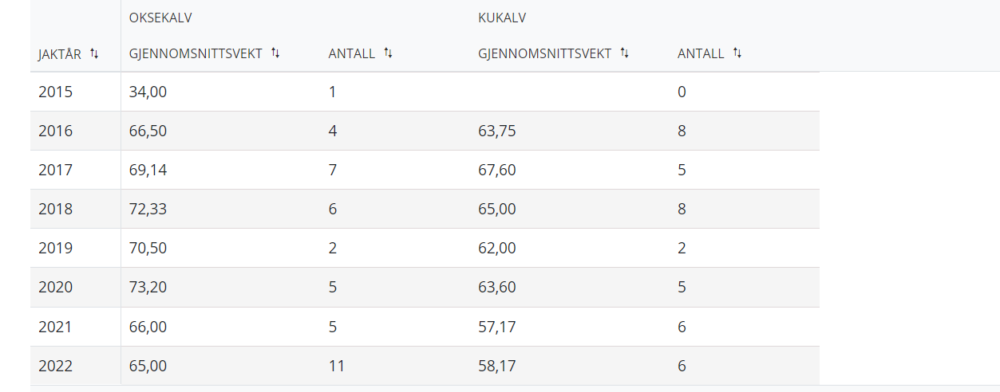 OKSEKALV KUKALV
JAKTÅR GJENNOMSNITTSVEKT ANTALL GJENNOMSNITTSVEKT ANTALL
2015 34,00 1 0
2016 66,50 4 63,75 8
2017 69,14 7 67,60 5
2018 72,33 6 65,00 8
2019 70,50 2 62,00 2
2020 73,20 5 63,60 5
2021 66,00 5 57,17 6
2022 65,00 11 58,17 6